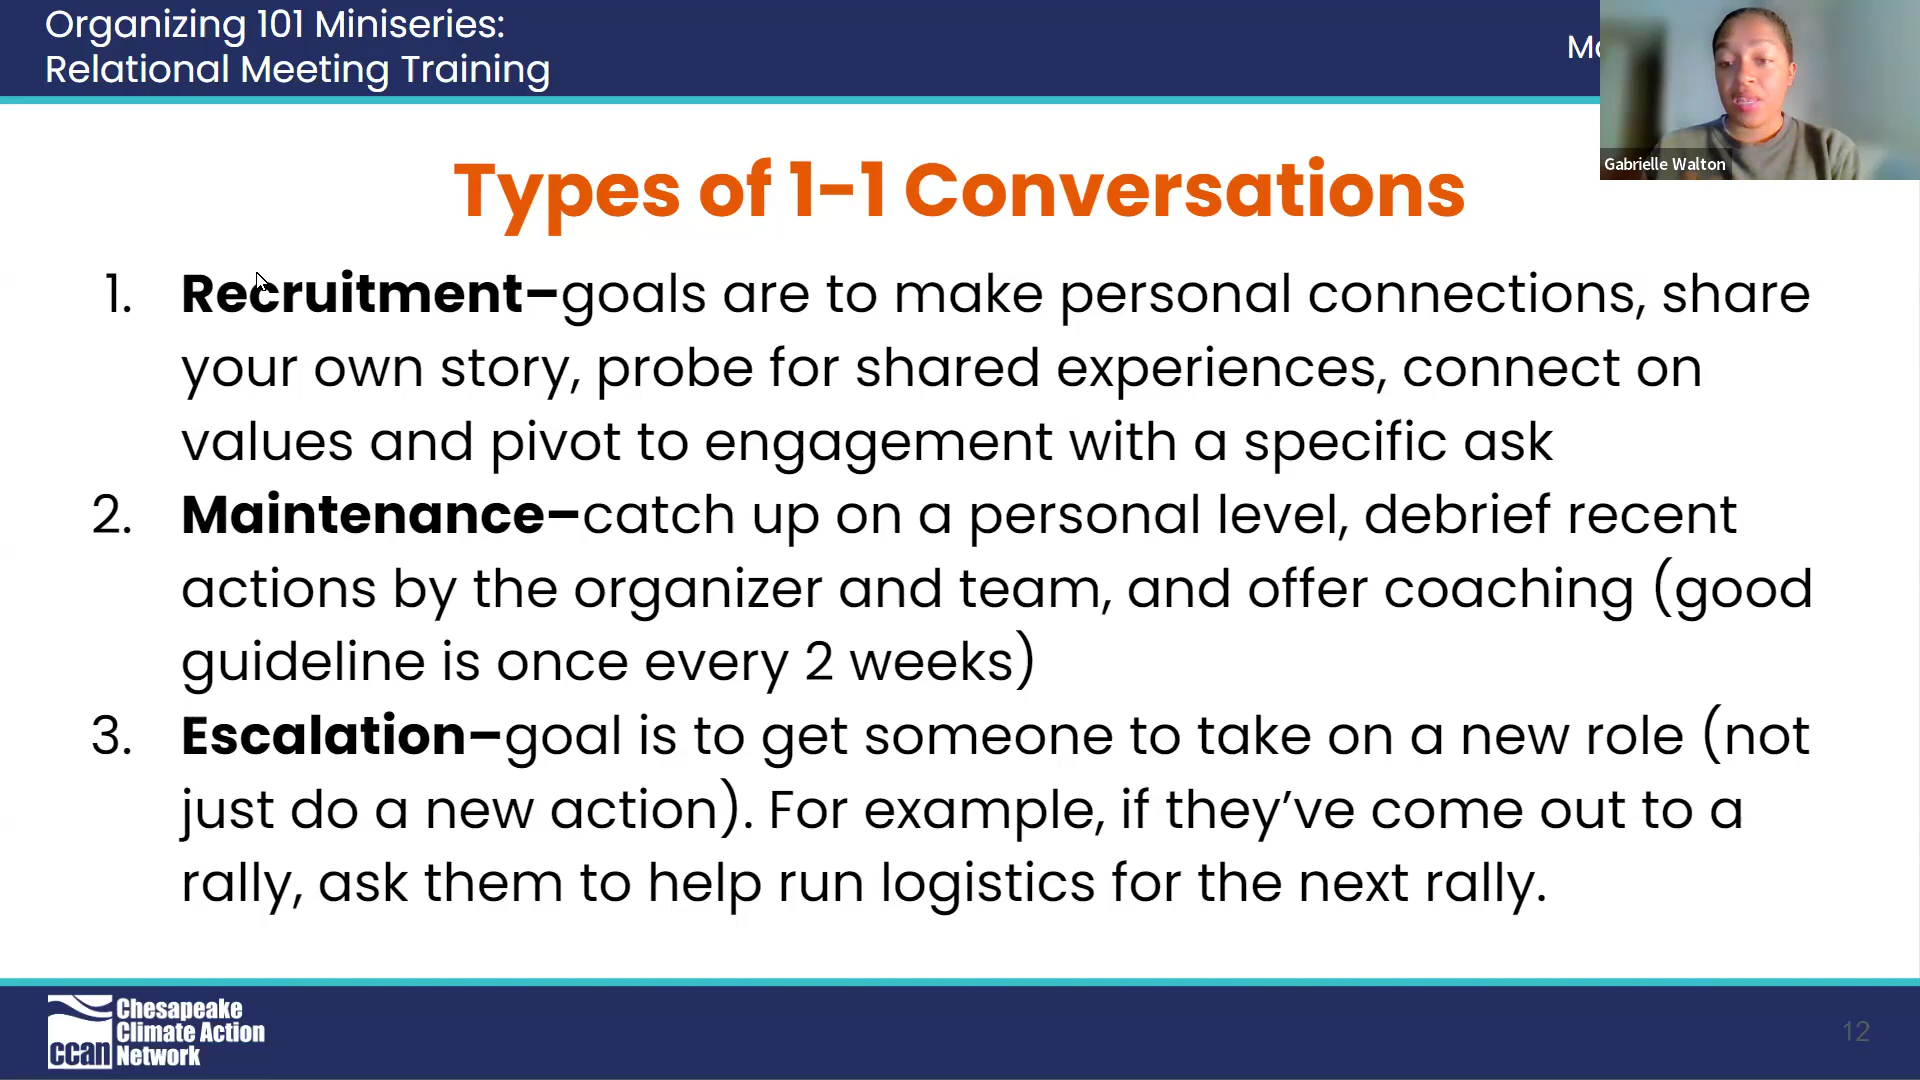 Organizing 101 Miniseries:
Relational Meeting Training
Gabrielle Walton
Types of 1-1 Conversations
1. Recruitment–goals are to make personal connections, share
your own story, probe for shared experiences, connect on
values and pivot to engagement with a specific ask
2. Maintenance–catch up on a personal level, debrief recent
actions by the organizer and team, and offer coaching (good
guideline is once every 2 weeks)
3. Escalation–goal is to get someone to take on a new role (not
just do a new action). For example, if they’ve come out to a
rally, ask them to help run logistics for the next rally.
ccan
Chesapeake
Climate Action
Network
12